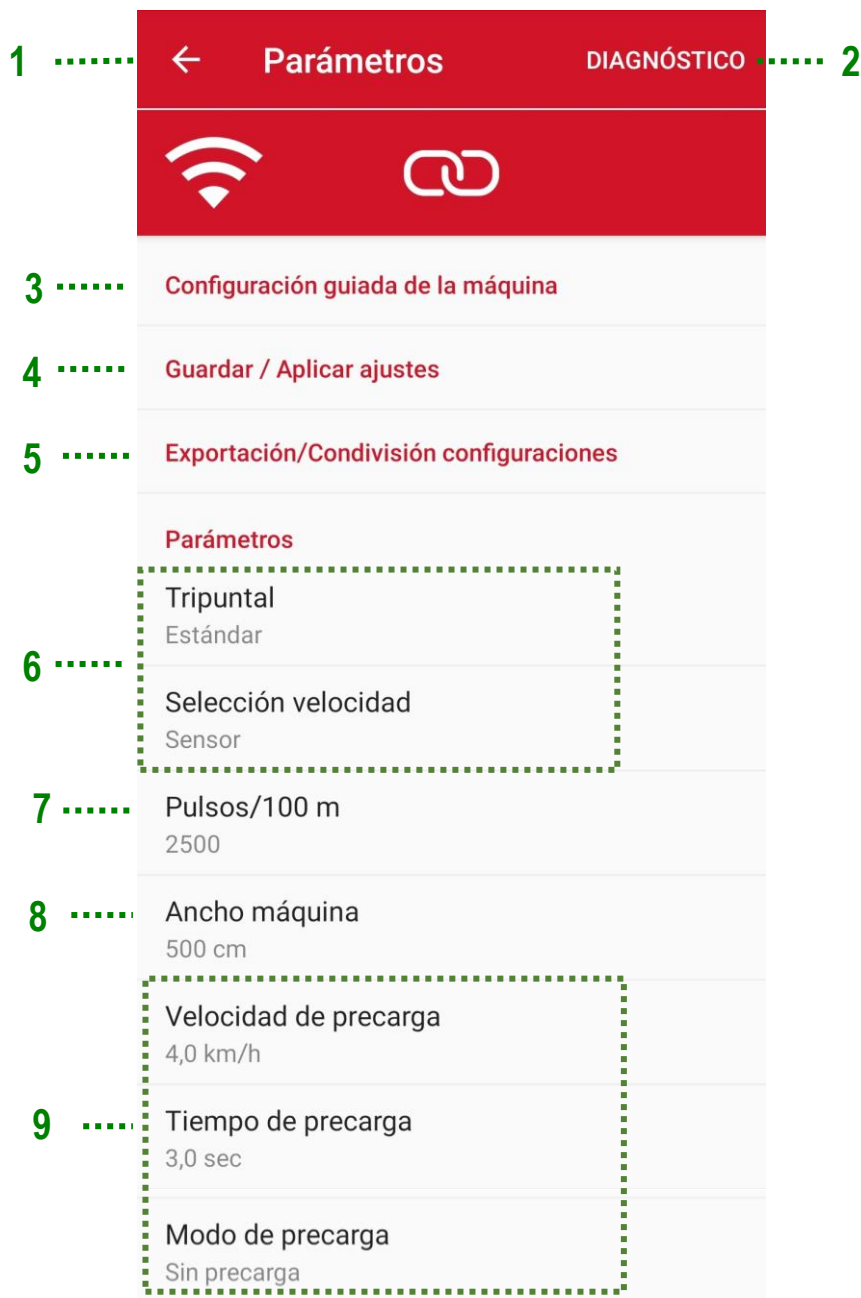 1 Parámetros DIAGNÓSTICO 2
3 Configuración guiada de la máquina
4 Guardar / Aplicar ajustes
5 Exportación/Condivisión configuraciones
Parámetros
Tripuntal
Estándar
6
Selección velocidad
Sensor
7 Pulsos/100 m
2500
8 Ancho máquina
500 cm
Velocidad de precarga
4,0 km/h
9 Tiempo de precarga
3,0 sec
Modo de precarga
Sin precarga